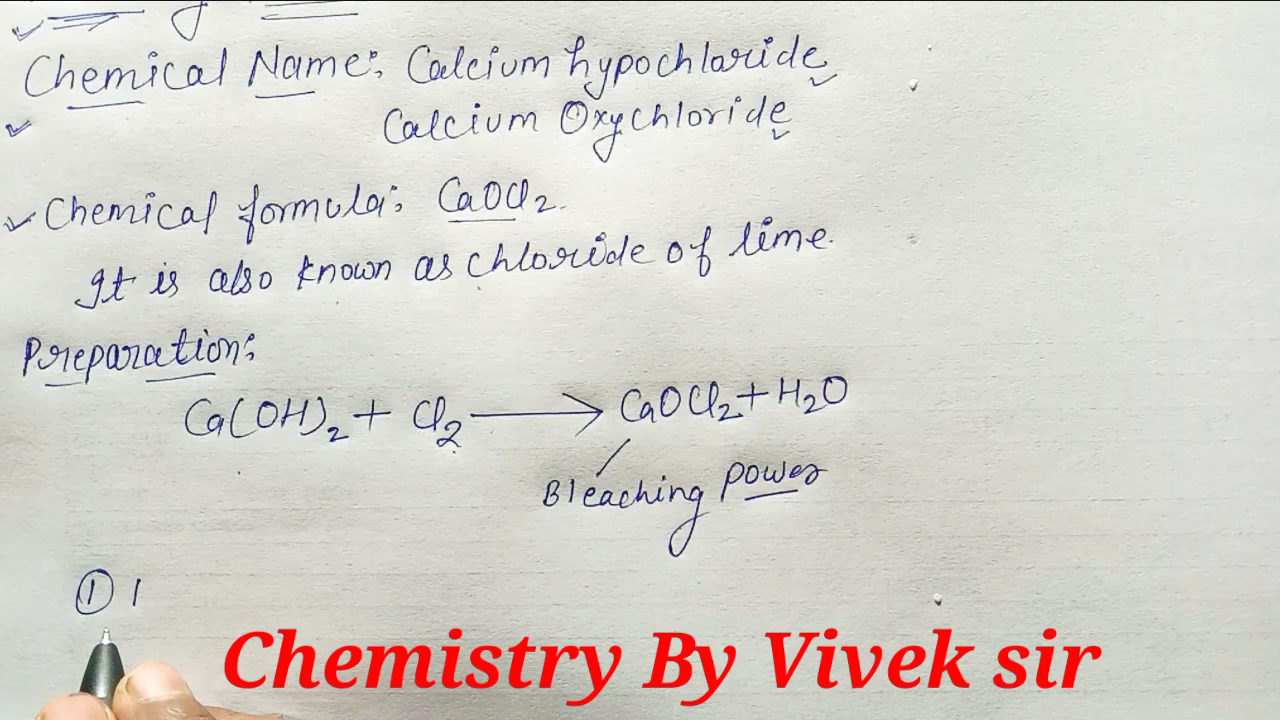 Chemical Name: Calcium hypochloride
Calcium Oxychloride
Chemical formula: CaOCl₂.
It is also known as chloride of lime.
Preparation:
Ca(OH)₂ + Cl₂ ⟶ CaOCl₂ + H₂O
Bleaching Power
① I
Chemistry By Vivek sir